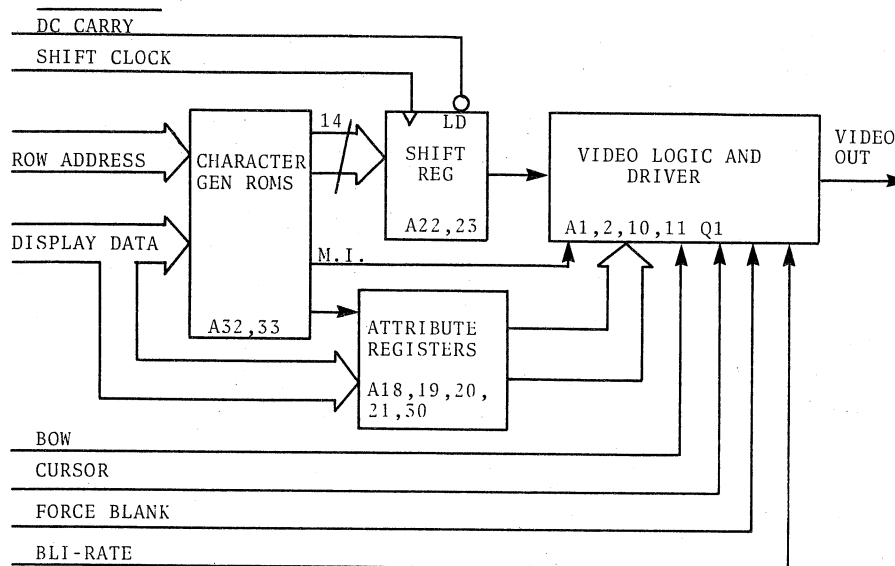 DC CARRY
SHIFT CLOCK
ROW ADDRESS
DISPLAY DATA
CHARACTER
GEN ROMS
A32,33
14
M.I.
LD
SHIFT
REG
A22,23
VIDEO LOGIC AND
DRIVER
A1,2,10,11 Q1
VIDEO
OUT
ATTRIBUTE
REGISTERS
A18,19,20,
21,30
BOW
CURSOR
FORCE BLANK
BLI-RATE